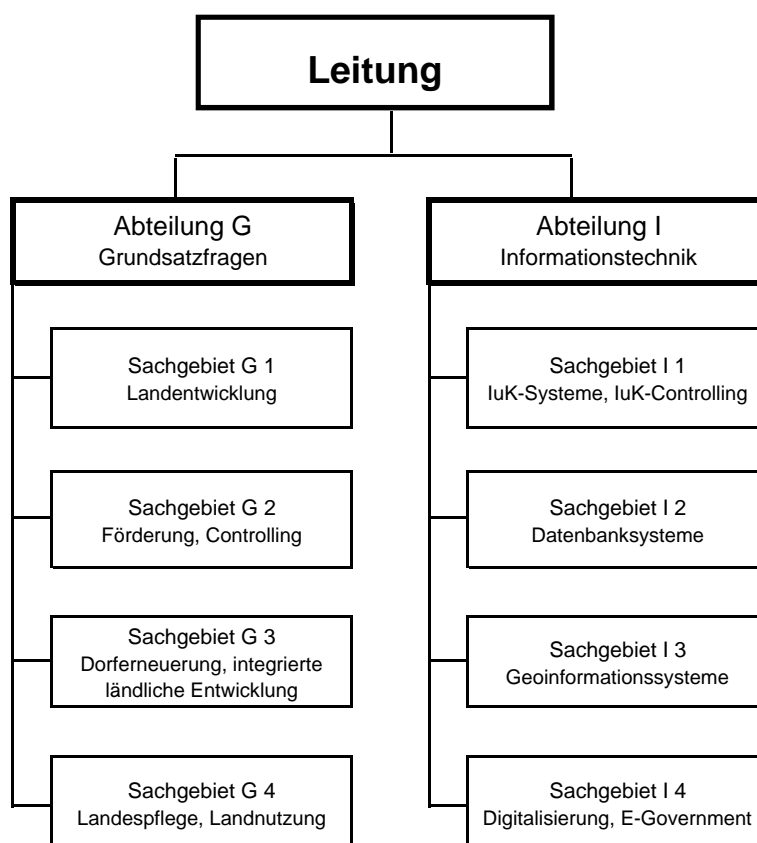 Leitung
Abteilung G
Grundsatzfragen
Sachgebiet G 1
Landentwicklung
Sachgebiet G 2
Förderung, Controlling
Sachgebiet G 3
Dorferneuerung, integrierte
ländliche Entwicklung
Sachgebiet G 4
Landespflege, Landnutzung
Abteilung I
Informationstechnik
Sachgebiet I 1
IuK-Systeme, IuK-Controlling
Sachgebiet I 2
Datenbanksysteme
Sachgebiet I 3
Geoinformationssysteme
Sachgebiet I 4
Digitalisierung, E-Government